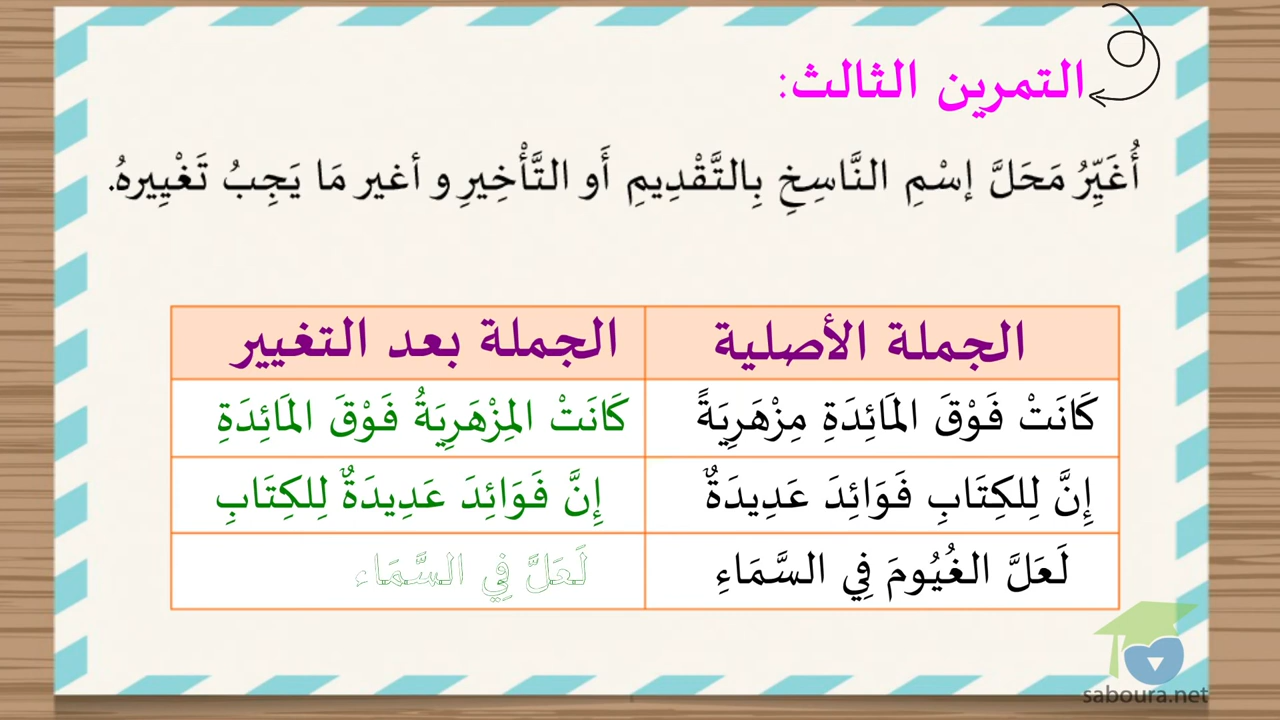 التمرين الثالث:
أُغَيِّرُ مَحَلَّ إسْمِ النَّاسِخِ بِالتَّقْدِيمِ أَو التَّأْخِيرِ و أغير مَا يَجِبُ تَغْيِيرهُ.
الجملة الأصلية الجملة بعد التغيير
كَانَتْ فَوْقَ المَائِدَةِ مِزْهَرِيَةً كَانَتْ المِزْهَرِيَةُ فَوْقَ المَائِدَةِ
إِنَّ لِلكِتَابِ فَوَائِدَ عَدِيدَةٌ إِنَّ فَوَائِدَ عَدِيدَةٌ لِلكِتَابِ
لَعَلَّ الغُيُومَ فِي السَّمَاءِ لَعَلَّ فِي السَّمَاء
saboura.net